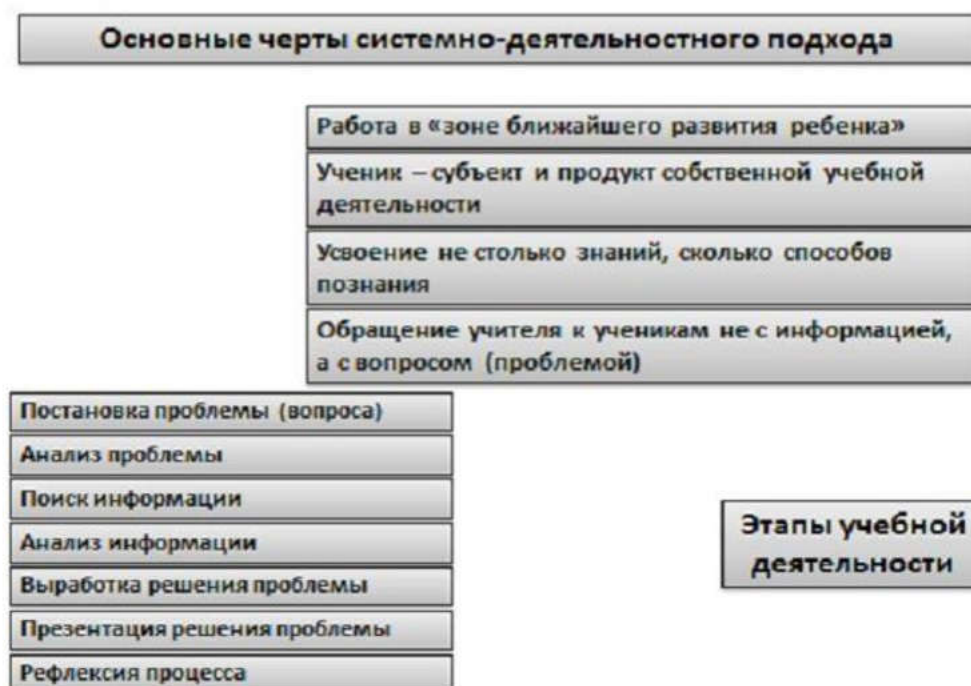 Основные черты системно-деятельностного подхода
Работа в «зоне ближайшего развития ребенка»
Ученик – субъект и продукт собственной учебной
деятельности
Усвоение не столько знаний, сколько способов
познания
Обращение учителя к ученикам не с информацией,
а с вопросом (проблемой)
Постановка проблемы (вопроса)
Анализ проблемы
Поиск информации
Анализ информации
Выработка решения проблемы
Презентация решения проблемы
Рефлексия процесса
Этапы учебной
деятельности